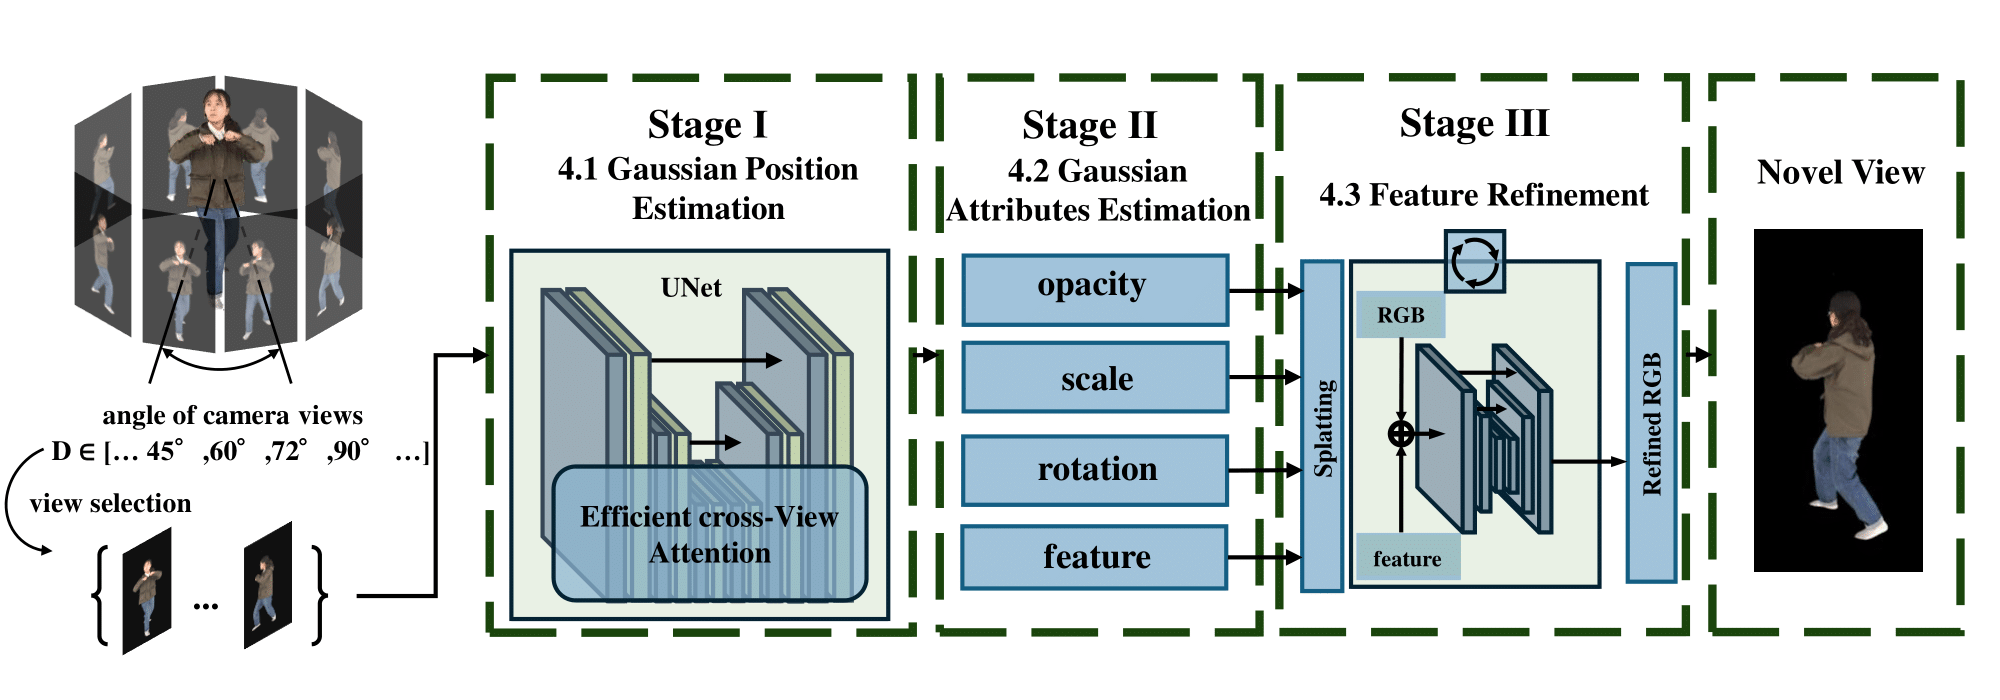 angle of camera views
D ∈ [... 45° ,60° ,72° ,90° ...]
view selection
{ ... }
Stage I
4.1 Gaussian Position
Estimation
UNet
Efficient cross-View
Attention
Stage II
4.2 Gaussian
Attributes Estimation
opacity
scale
rotation
feature
Stage III
4.3 Feature Refinement
Splatting
RGB
feature
Refined RGB
Novel View